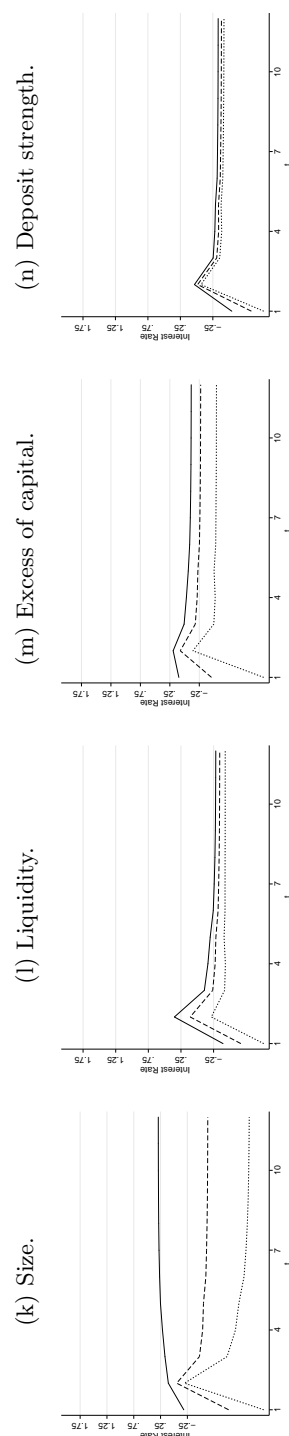 (k) Size.
1.75
1.25
.75
.25
-.25
Interest Rate
1 4 7 10
t
(l) Liquidity.
1.75
1.25
.75
.25
-.25
Interest Rate
1 4 7 10
t
(m) Excess of capital.
1.75
1.25
.75
.25
-.25
Interest Rate
1 4 7 10
t
(n) Deposit strength.
1.75
1.25
.75
.25
-.25
Interest Rate
1 4 7 10
t